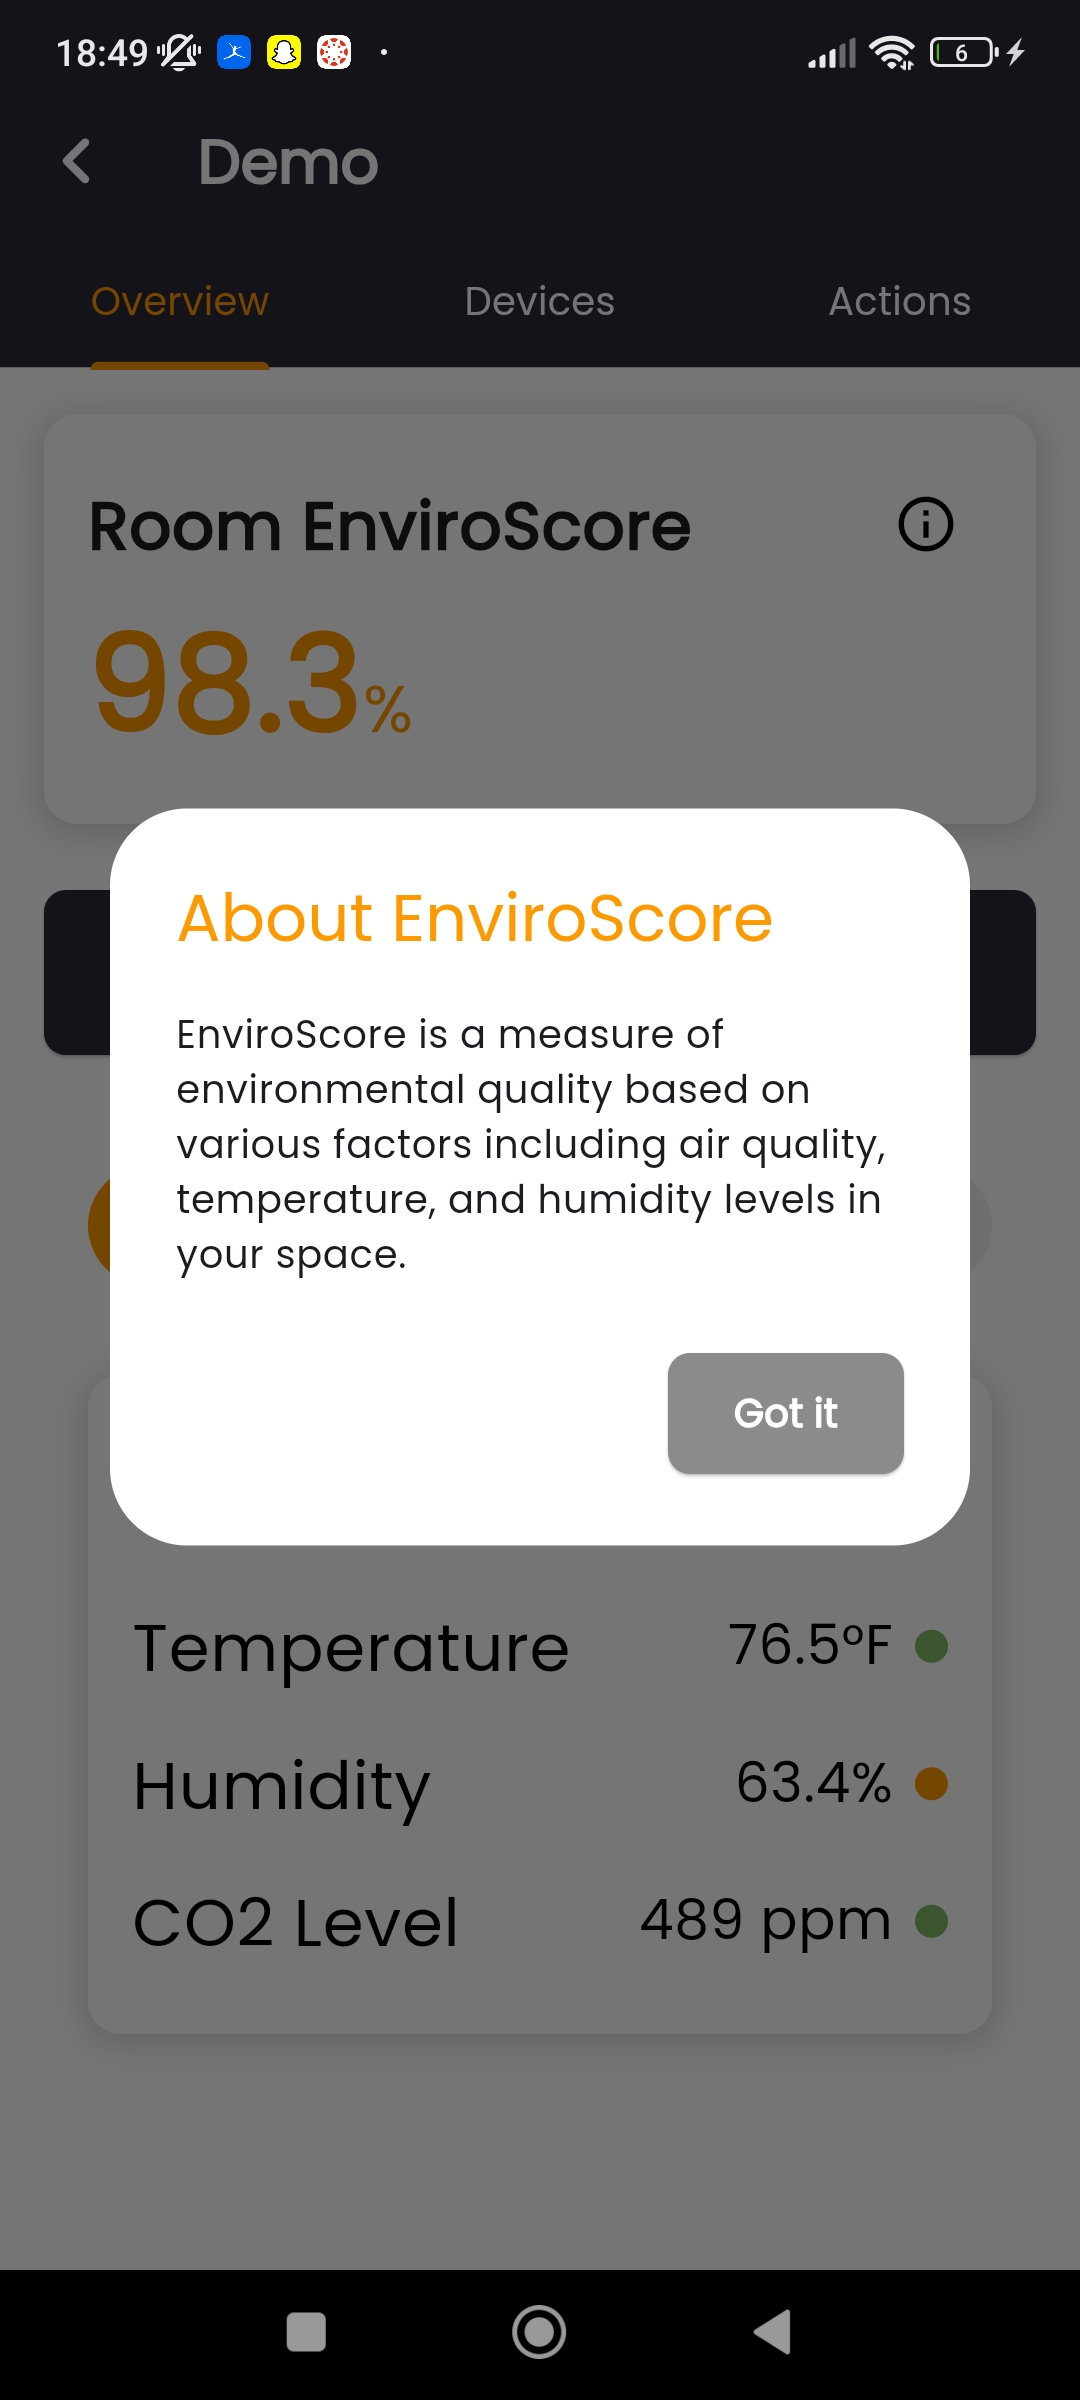 18:49
6
Demo
Overview Devices Actions
Room EnviroScore
98.3%
About EnviroScore
EnviroScore is a measure of
environmental quality based on
various factors including air quality,
temperature, and humidity levels in
your space.
Got it
Temperature 76.5°F
Humidity 63.4%
CO2 Level 489 ppm